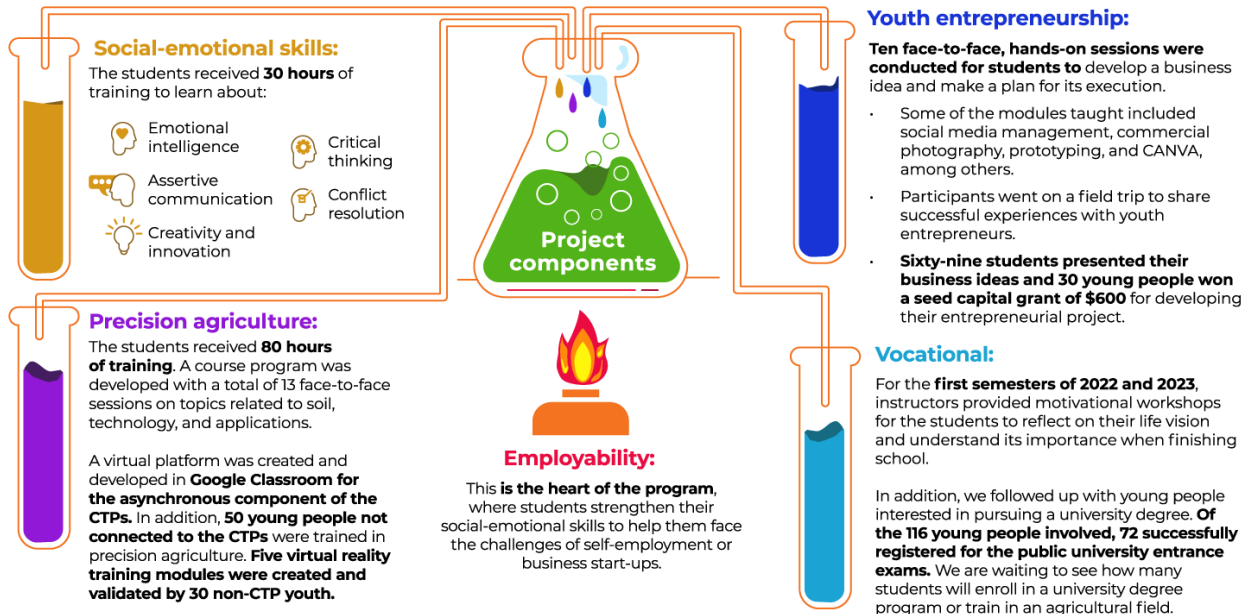 Social-emotional skills:
The students received 30 hours of
training to learn about:
Emotional
intelligence
Assertive
communication
Creativity and
innovation
Critical
thinking
Conflict
resolution
Project
components
Youth entrepreneurship:
Ten face-to-face, hands-on sessions were
conducted for students to develop a business
idea and make a plan for its execution.
• Some of the modules taught included
social media management, commercial
photography, prototyping, and CANVA,
among others.
• Participants went on a field trip to share
successful experiences with youth
entrepreneurs.
• Sixty-nine students presented their
business ideas and 30 young people won
a seed capital grant of $600 for developing
their entrepreneurial project.
Precision agriculture:
The students received 80 hours
of training. A course program was
developed with a total of 13 face-to-face
sessions on topics related to soil,
technology, and applications.
A virtual platform was created and
developed in Google Classroom for
the asynchronous component of the
CTPs. In addition, 50 young people not
connected to the CTPs were trained in
precision agriculture. Five virtual reality
training modules were created and
validated by 30 non-CTP youth.
Employability:
This is the heart of the program,
where students strengthen their
social-emotional skills to help them face
the challenges of self-employment or
business start-ups.
Vocational:
For the first semesters of 2022 and 2023,
instructors provided motivational workshops
for the students to reflect on their life vision
and understand its importance when finishing
school.
In addition, we followed up with young people
interested in pursuing a university degree. Of
the 116 young people involved, 72 successfully
registered for the public university entrance
exams. We are waiting to see how many
students will enroll in a university degree
program or train in an agricultural field.